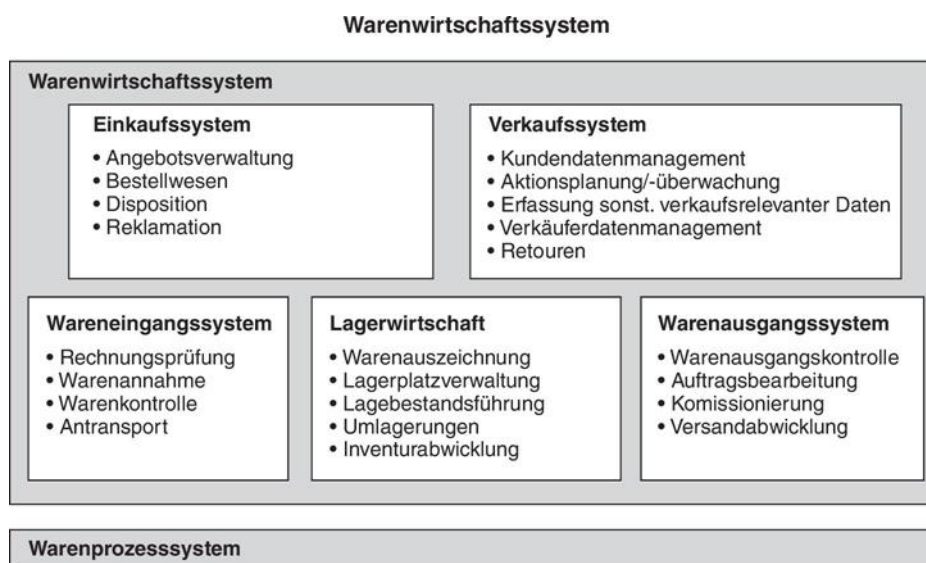 Warenwirtschaftssystem
Warenwirtschaftssystem
Einkaufssystem
• Angebotsverwaltung
• Bestellwesen
• Disposition
• Reklamation
Verkaufssystem
• Kundendatenmanagement
• Aktionsplanung/-überwachung
• Erfassung sonst. verkaufsrelevanter Daten
• Verkäuferdatenmanagement
• Retouren
Wareneingangssystem
• Rechnungsprüfung
• Warenannahme
• Warenkontrolle
• Antransport
Lagerwirtschaft
• Warenauszeichnung
• Lagerplatzverwaltung
• Lagebestandsführung
• Umlagerungen
• Inventurabwicklung
Warenausgangssystem
• Warenausgangskontrolle
• Auftragsbearbeitung
• Komissionierung
• Versandabwicklung
Warenprozesssystem